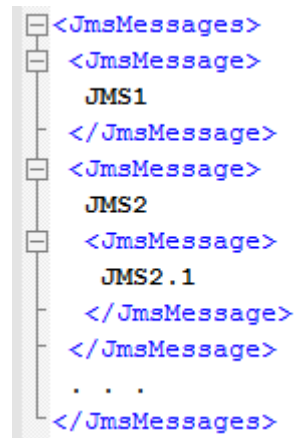 <JmsMessages>
<JmsMessage>
JMS1
</JmsMessage>
<JmsMessage>
JMS2
<JmsMessage>
JMS2.1
</JmsMessage>
</JmsMessage>
. . .
</JmsMessages>